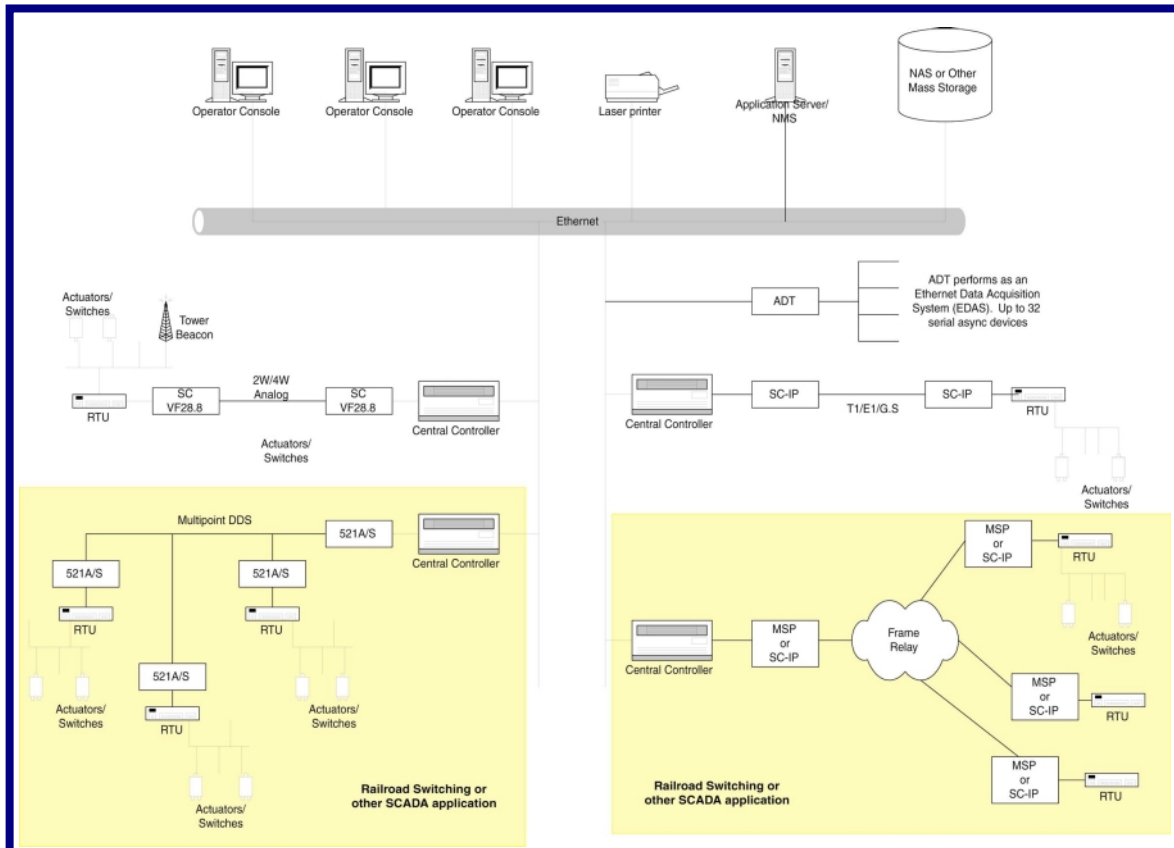 Operator Console
Operator Console
Operator Console
Laser printer
Application Server/
NMS
NAS or Other
Mass Storage
Ethernet
Actuators/
Switches
Tower
Beacon
ADT
ADT performs as an
Ethernet Data Acquisition
System (EDAS). Up to 32
serial async devices
RTU
SC
VF28.8
2W/4W
Analog
SC
VF28.8
Central Controller
Actuators/
Switches
Central Controller
SC-IP
T1/E1/G.S
SC-IP
RTU
Actuators/
Switches
Multipoint DDS
521A/S
Central Controller
521A/S
RTU
521A/S
RTU
521A/S
RTU
Actuators/
Switches
Actuators/
Switches
Actuators/
Switches
Railroad Switching or
other SCADA application
Central Controller
MSP
or
SC-IP
Frame
Relay
MSP
or
SC-IP
RTU
Actuators/
Switches
MSP
or
SC-IP
RTU
MSP
or
SC-IP
RTU
Railroad Switching or
other SCADA application